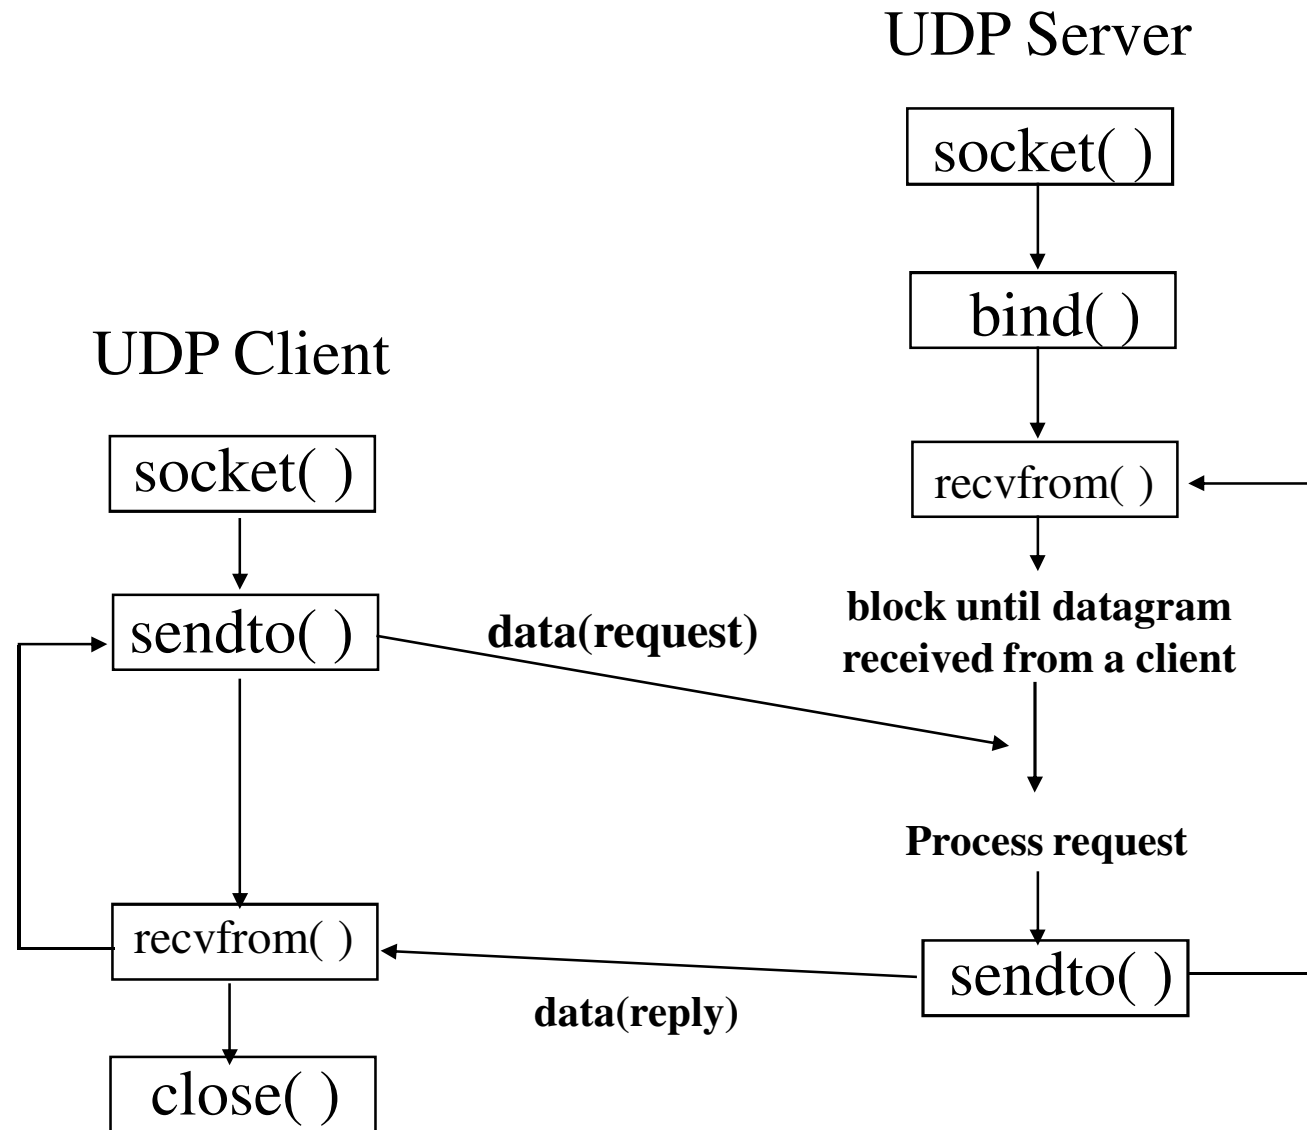 UDP Server
socket( )
bind( )
recvfrom( )
block until datagram
received from a client
Process request
sendto( )
UDP Client
socket( )
sendto( )
data(request)
recvfrom( )
data(reply)
close( )